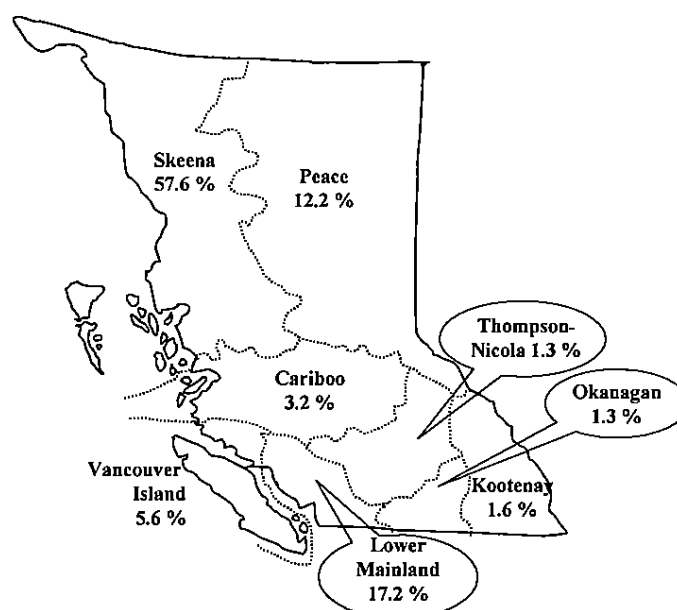 Skeena
57.6 %
Peace
12.2 %
Thompson-
Nicola 1.3 %
Cariboo
3.2 %
Okanagan
1.3 %
Vancouver
Island
5.6 %
Kootenay
1.6 %
Lower
Mainland
17.2 %